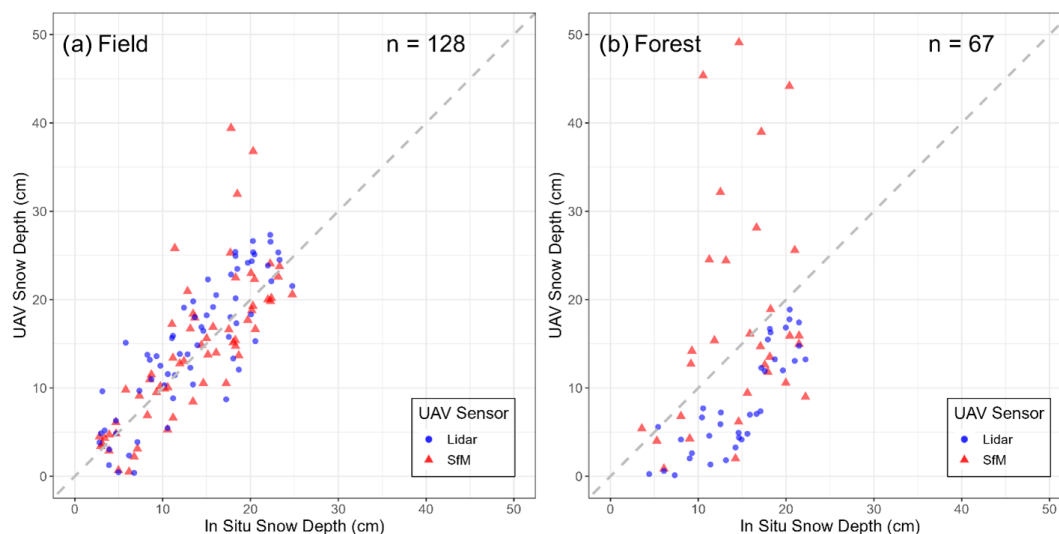 (a) Field
n = 128
UAV Snow Depth (cm)
50
40
30
20
10
0
0
10
20
30
40
50
In Situ Snow Depth (cm)
UAV Sensor
Lidar
SfM
(b) Forest
n = 67
UAV Snow Depth (cm)
50
40
30
20
10
0
0
10
20
30
40
50
In Situ Snow Depth (cm)
UAV Sensor
Lidar
SfM